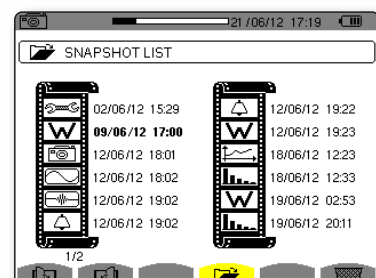 21/06/12 17:19
SNAPSHOT LIST
02/06/12 15:29
W 09/06/12 17:00
12/06/12 18:01
12/06/12 18:02
12/06/12 19:02
12/06/12 19:02
1/2
12/06/12 19:22
W 12/06/12 19:23
18/06/12 12:23
18/06/12 12:33
W 19/06/12 02:53
19/06/12 20:11